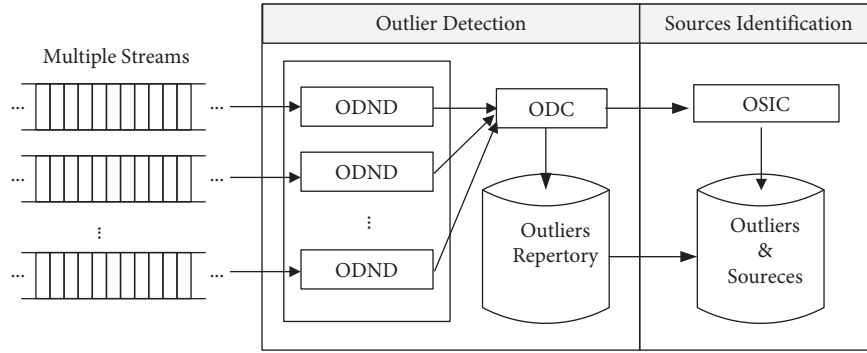 Outlier Detection
Sources Identification
Multiple Streams
...
...
ODND
ODC
OSIC
...
...
ODND
...
...
Outliers
Repertory
Outliers
&
Soureces
...
...
ODND